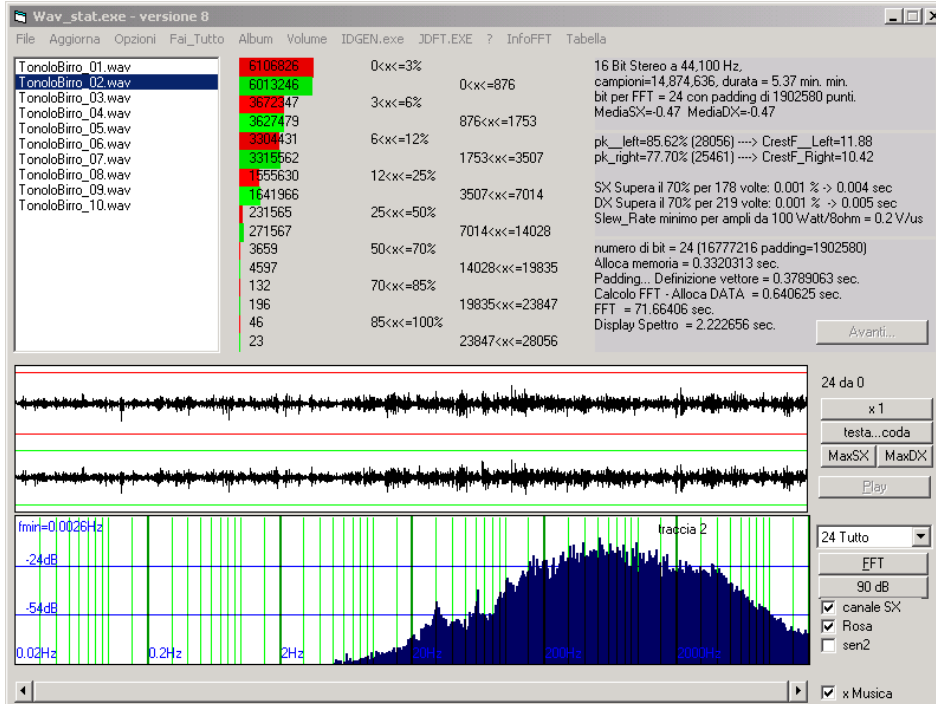 Wav_stat.exe - versione 8
File Aggiorna Opzioni Fai_Tutto Album Volume IDGEN.exe JDFT.EXE ? InfoFFT Tabella
TonoloBirro_01.wav
TonoloBirro_02.wav
TonoloBirro_03.wav
TonoloBirro_04.wav
TonoloBirro_05.wav
TonoloBirro_06.wav
TonoloBirro_07.wav
TonoloBirro_08.wav
TonoloBirro_09.wav
TonoloBirro_10.wav
6106826 0<x<=3%
6013246 0<x<=876
3672347 3<x<=6%
3627479 876<x<=1753
3304431 6<x<=12%
3315562 1753<x<=3507
1555630 12<x<=25%
1641966 3507<x<=7014
231565 25<x<=50%
271567 7014<x<=14028
3659 50<x<=70%
4597 14028<x<=19835
132 70<x<=85%
196 19835<x<=23847
46 85<x<=100%
23 23847<x<=28056
16 Bit Stereo a 44,100 Hz,
campioni=14,874,636, durata = 5.37 min. min.
bit per FFT = 24 con padding di 1902580 punti.
MediaSX=-0.47 MediaDX=-0.47
pk__left=85.62% (28056) ----> CrestF__Left=11.88
pk_right=77.70% (25461) ----> CrestF_Right=10.42
SX Supera il 70% per 178 volte: 0.001 % -> 0.004 sec
DX Supera il 70% per 219 volte: 0.001 % -> 0.005 sec
Slew_Rate minimo per ampli da 100 Watt/8ohm = 0.2 V/us
numero di bit = 24 (16777216 padding=1902580)
Alloca memoria = 0.3320313 sec.
Padding... Definizione vettore = 0.3789063 sec.
Calcolo FFT - Alloca DATA = 0.640625 sec.
FFT = 71.66406 sec.
Display Spettro = 2.222656 sec.
Avanti...
24 da 0
x 1
testa...coda
MaxSX MaxDX
Play
fmin=0.0026Hz traccia 2
-24dB
-54dB
0.02Hz 0.2Hz 2Hz 20Hz 200Hz 2000Hz
24 Tutto
FFT
90 dB
canale SX
Rosa
sen2
x Musica